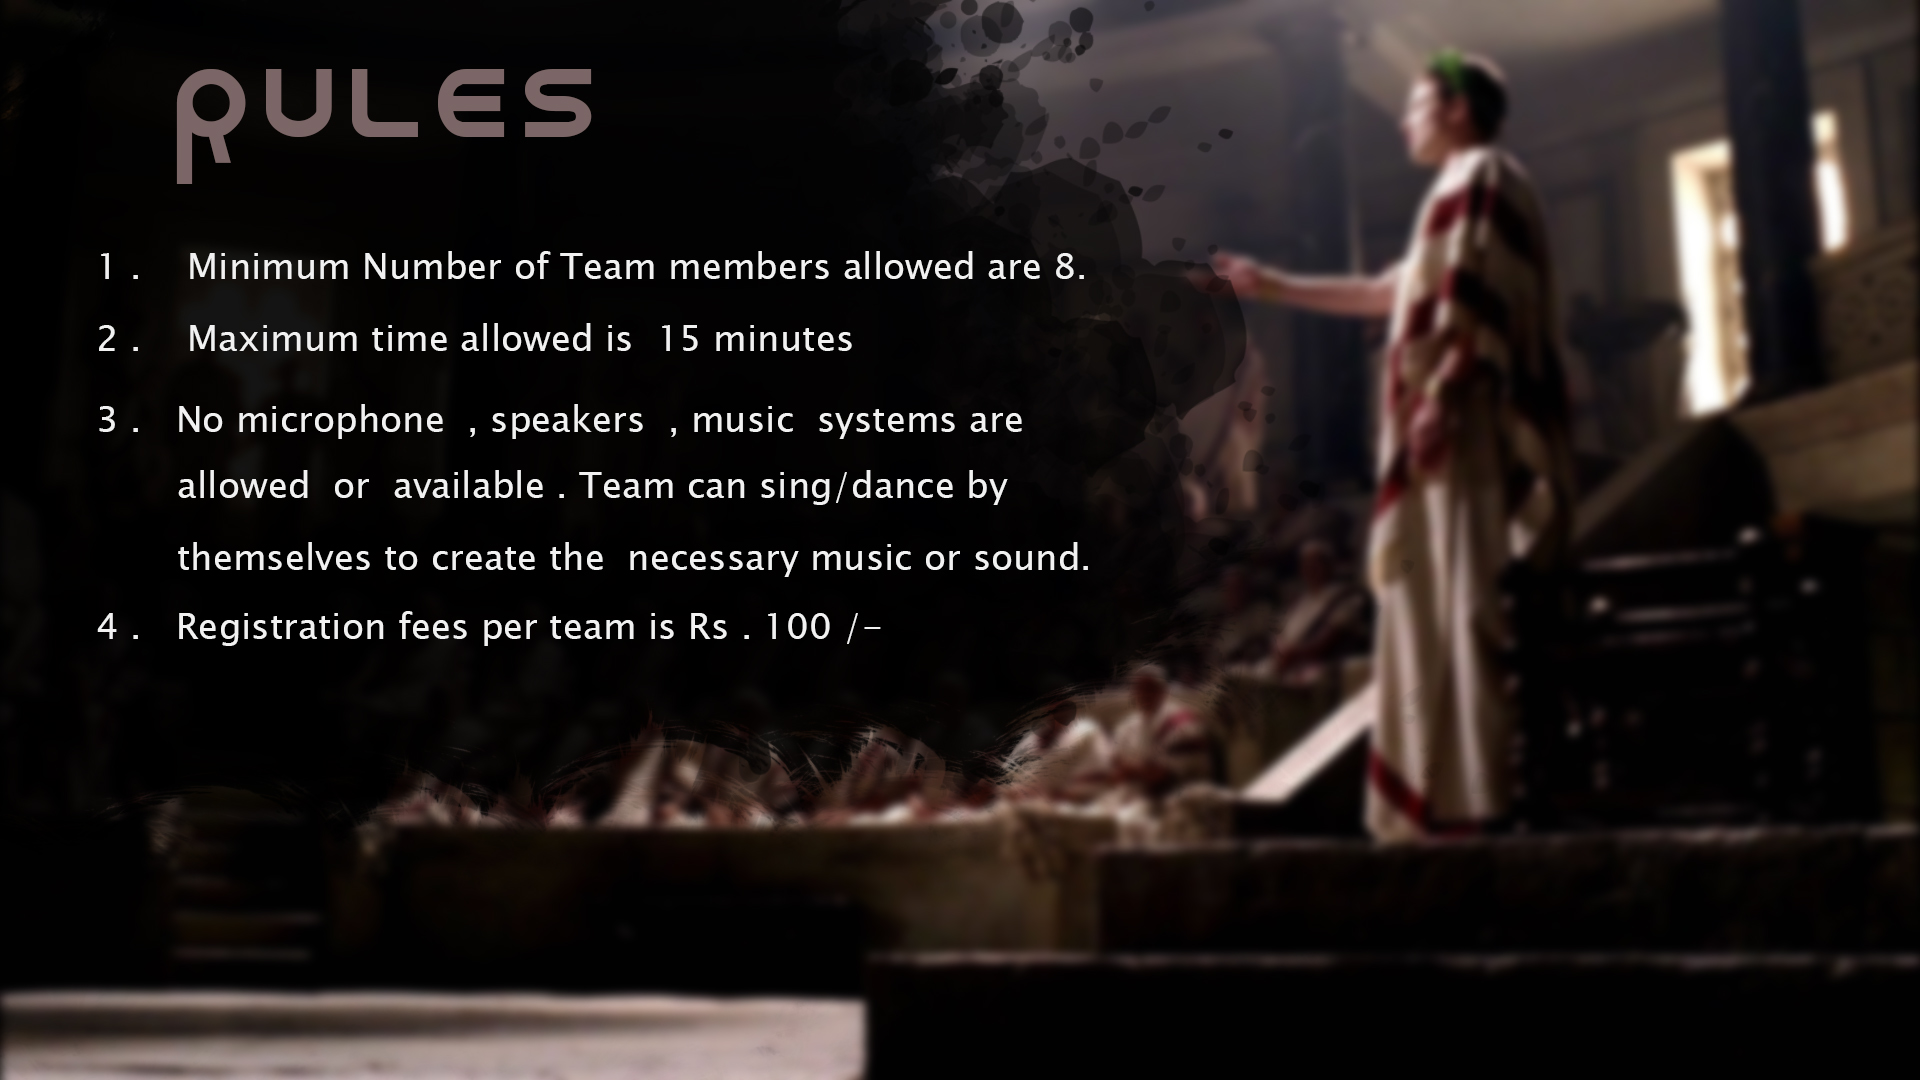 RULES
1 . Minimum Number of Team members allowed are 8.
2 . Maximum time allowed is 15 minutes
3 . No microphone , speakers , music systems are
allowed or available . Team can sing/dance by
themselves to create the necessary music or sound.
4 . Registration fees per team is Rs . 100 /-